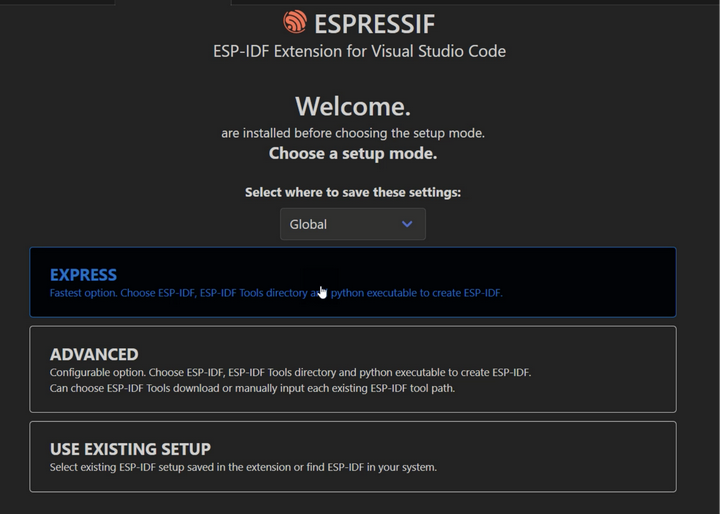 ESPRESSIF
ESP-IDF Extension for Visual Studio Code
Welcome.
are installed before choosing the setup mode.
Choose a setup mode.
Select where to save these settings:
Global
EXPRESS
Fastest option. Choose ESP-IDF, ESP-IDF Tools directory and python executable to create ESP-IDF.
ADVANCED
Configurable option. Choose ESP-IDF, ESP-IDF Tools directory and python executable to create ESP-IDF.
Can choose ESP-IDF Tools download or manually input each existing ESP-IDF tool path.
USE EXISTING SETUP
Select existing ESP-IDF setup saved in the extension or find ESP-IDF in your system.